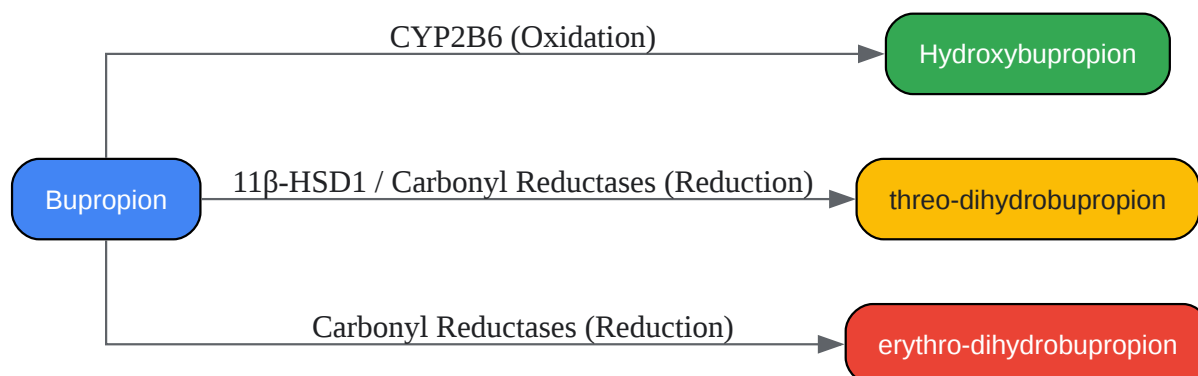 CYP2B6 (Oxidation)
Hydroxybupropion
Bupropion
11β-HSD1 / Carbonyl Reductases (Reduction)
threo-dihydrobupropion
Carbonyl Reductases (Reduction)
erythro-dihydrobupropion